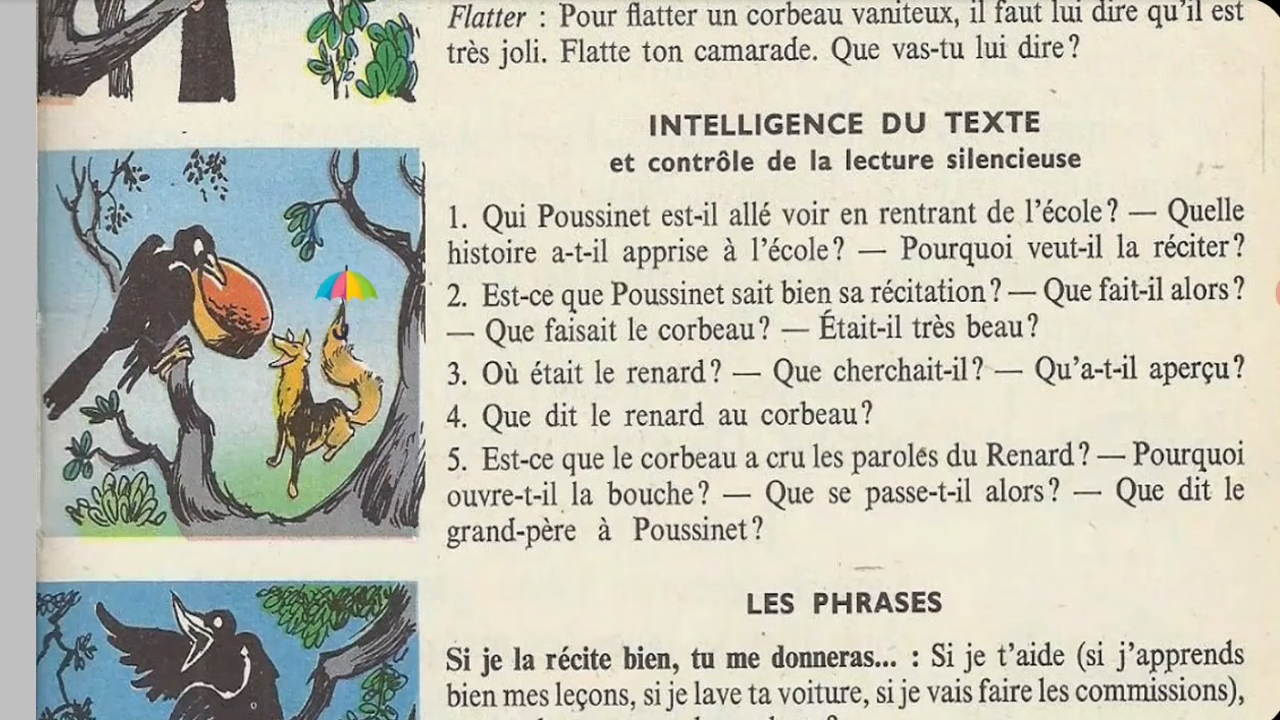 Flatter : Pour flatter un corbeau vaniteux, il faut lui dire qu'il est
très joli. Flatte ton camarade. Que vas-tu lui dire ?
INTELLIGENCE DU TEXTE
et contrôle de la lecture silencieuse
1. Qui Poussinet est-il allé voir en rentrant de l'école ? — Quelle
histoire a-t-il apprise à l'école ? — Pourquoi veut-il la réciter ?
2. Est-ce que Poussinet sait bien sa récitation ? — Que fait-il alors ?
— Que faisait le corbeau ? — Était-il très beau ?
3. Où était le renard ? — Que cherchait-il ? — Qu'a-t-il aperçu ?
4. Que dit le renard au corbeau ?
5. Est-ce que le corbeau a cru les paroles du Renard ? — Pourquoi
ouvre-t-il la bouche ? — Que se passe-t-il alors ? — Que dit le
grand-père à Poussinet ?
LES PHRASES
Si je la récite bien, tu me donneras... : Si je t'aide (si j'apprends
bien mes leçons, si je lave ta voiture, si je vais faire les commissions),